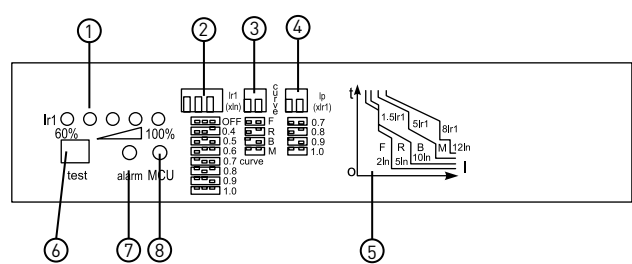 1 2 3 4
Ir1
60% 100%
test alarm MCU
Ir1
(xIn)
OFF
0.4
0.5
0.6
0.7
0.8
0.9
1.0
curve
F
R
B
M
curve
Ip
(xIr1)
0.7
0.8
0.9
1.0
t
1.5Ir1 5Ir1 8Ir1
F R B M 12In
2In 5In 10In
O I
6 7 8 5